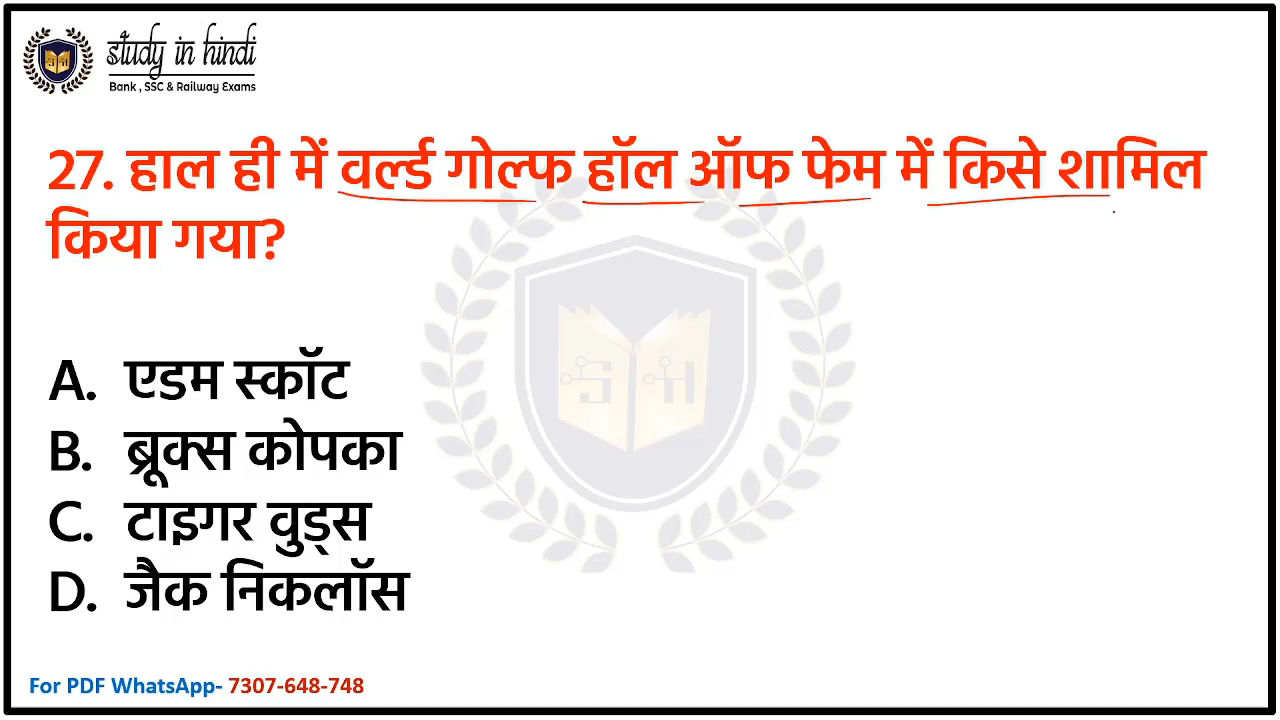 study in hindi
Bank , SSC & Railway Exams
27. हाल ही में वर्ल्ड गोल्फ हॉल ऑफ फेम में किसे शामिल
किया गया?
A. एडम स्कॉट
B. ब्रूक्स कोपका
C. टाइगर वुड्स
D. जैक निकलॉस
For PDF WhatsApp- 7307-648-748